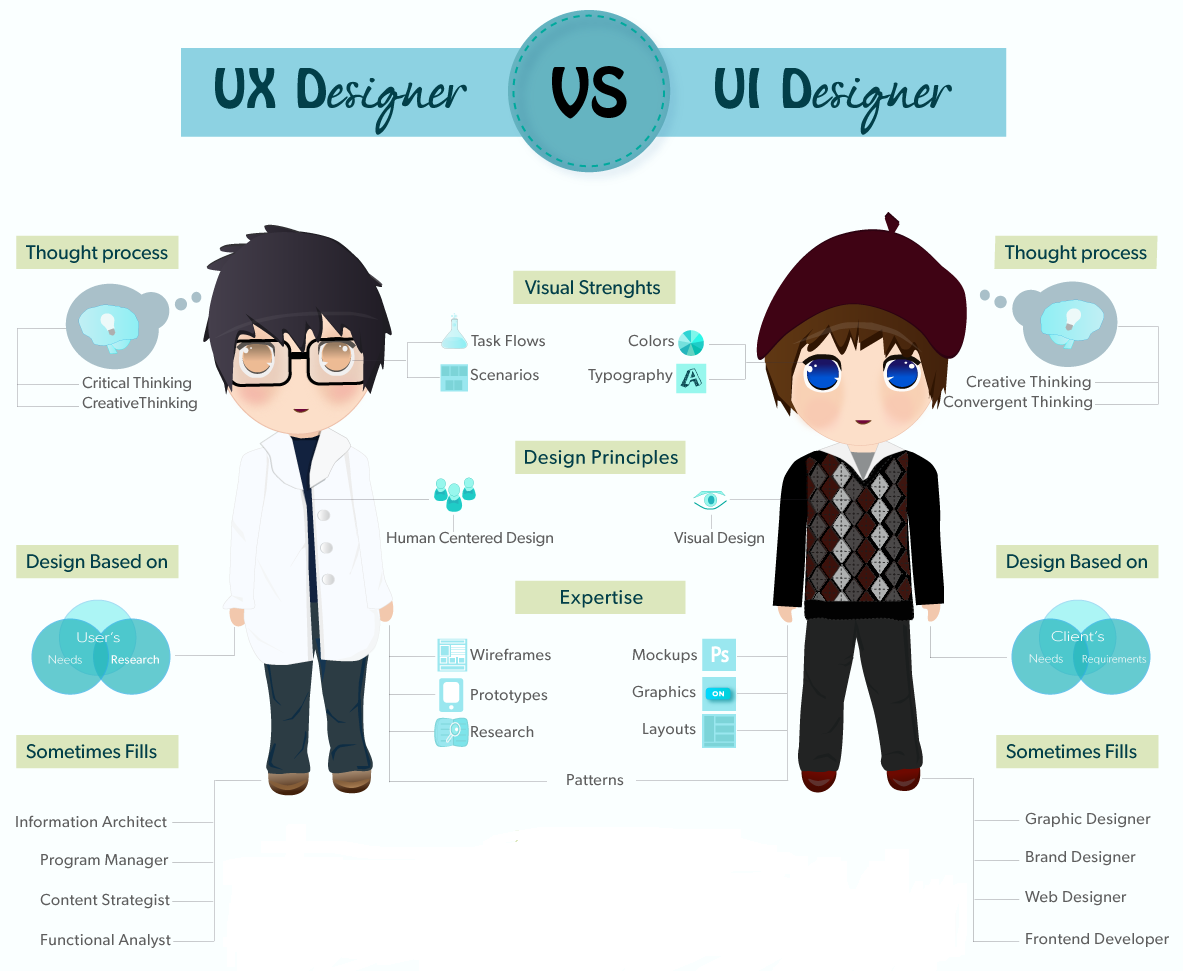 UX Designer
VS
UI Designer
Thought process
Critical Thinking
CreativeThinking
Design Based on
User's
Needs
Research
Sometimes Fills
Information Architect
Program Manager
Content Strategist
Functional Analyst
Visual Strenghts
Task Flows
Scenarios
Colors
Typography
A
Design Principles
Human Centered Design
Visual Design
Expertise
Wireframes
Prototypes
Research
Mockups
Ps
Graphics
ON
Layouts
Patterns
Thought process
Creative Thinking
Convergent Thinking
Design Based on
Client's
Needs
Requirements
Sometimes Fills
Graphic Designer
Brand Designer
Web Designer
Frontend Developer